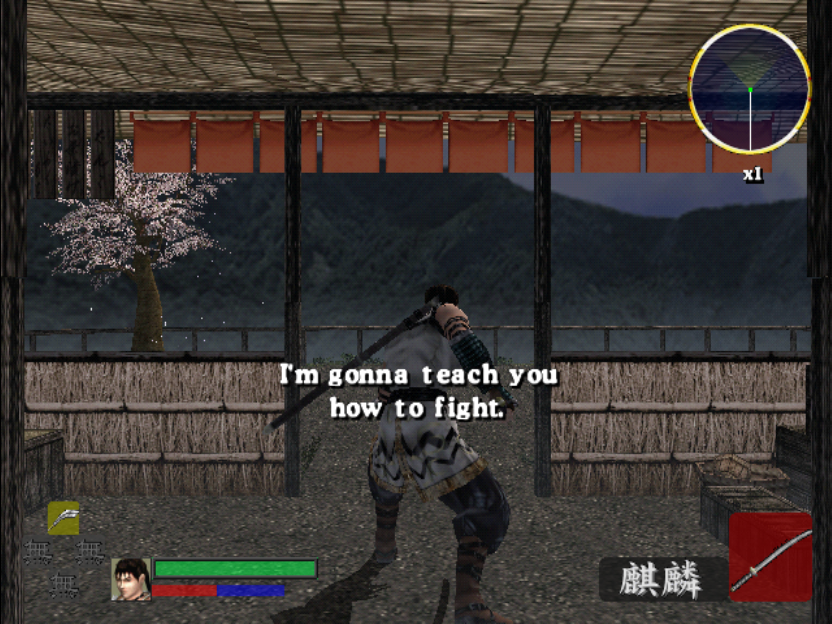 x1
I'm gonna teach you
how to fight.
無 無
無
麒麟